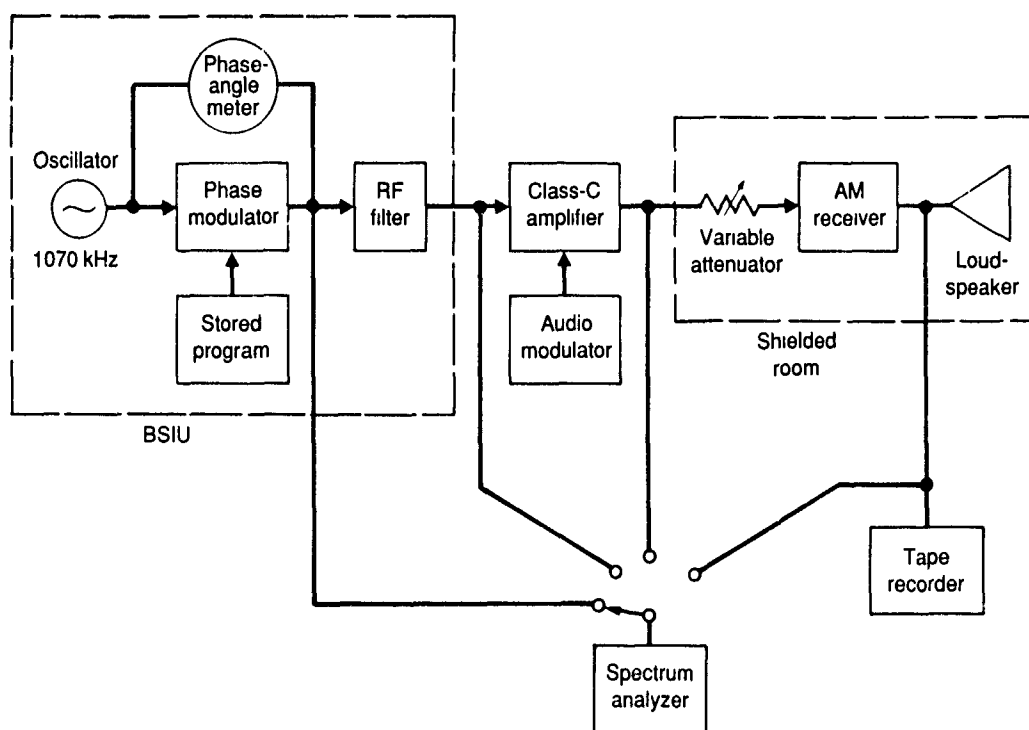 Phase-
angle
meter
Oscillator
1070 kHz
Phase
modulator
RF
filter
Class-C
amplifier
Variable
attenuator
AM
receiver
Loud-
speaker
Stored
program
Audio
modulator
Shielded
room
BSIU
Tape
recorder
Spectrum
analyzer